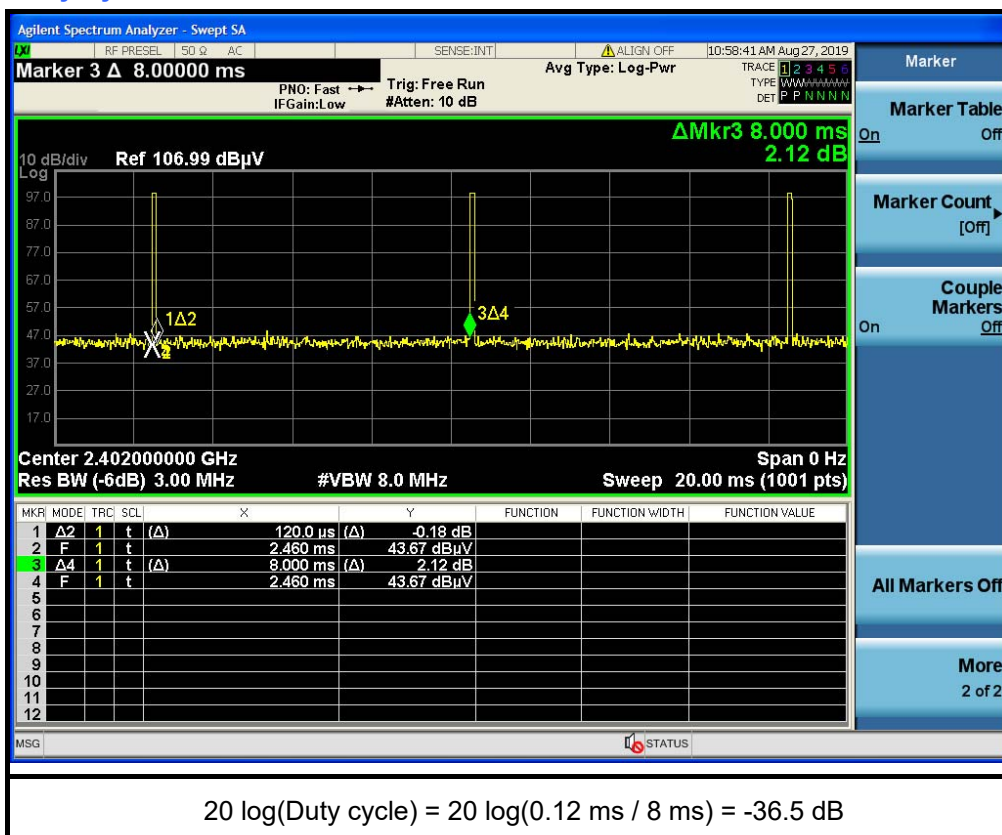 Agilent Spectrum Analyzer - Swept SA
LXI RF PRESEL 50 Ω AC SENSE:INT ALIGN OFF 10:58:41 AM Aug 27, 2019
Marker 3 Δ 8.00000 ms
PNO: Fast
IFGain:Low
Trig: Free Run
#Atten: 10 dB
Avg Type: Log-Pwr
TRACE 1 2 3 4 5 6
TYPE
DET P P N N N N
ΔMkr3 8.000 ms
2.12 dB
10 dB/div Ref 106.99 dBµV
Log
97.0
87.0
77.0
67.0
57.0
47.0
37.0
27.0
17.0
1Δ2
3Δ4
Center 2.402000000 GHz Span 0 Hz
Res BW (-6dB) 3.00 MHz #VBW 8.0 MHz Sweep 20.00 ms (1001 pts)
MKR MODE TRC SCL X Y FUNCTION FUNCTION WIDTH FUNCTION VALUE
1 Δ2 1 t (Δ) 120.0 µs (Δ) -0.18 dB
2 F 1 t 2.460 ms 43.67 dBµV
3 Δ4 1 t (Δ) 8.000 ms (Δ) 2.12 dB
4 F 1 t 2.460 ms 43.67 dBµV
5
6
7
8
9
10
11
12
MSG STATUS
Marker
Marker Table
On Off
Marker Count
[Off]
Couple
Markers
On Off
All Markers Off
More
2 of 2
20 log(Duty cycle) = 20 log(0.12 ms / 8 ms) = -36.5 dB